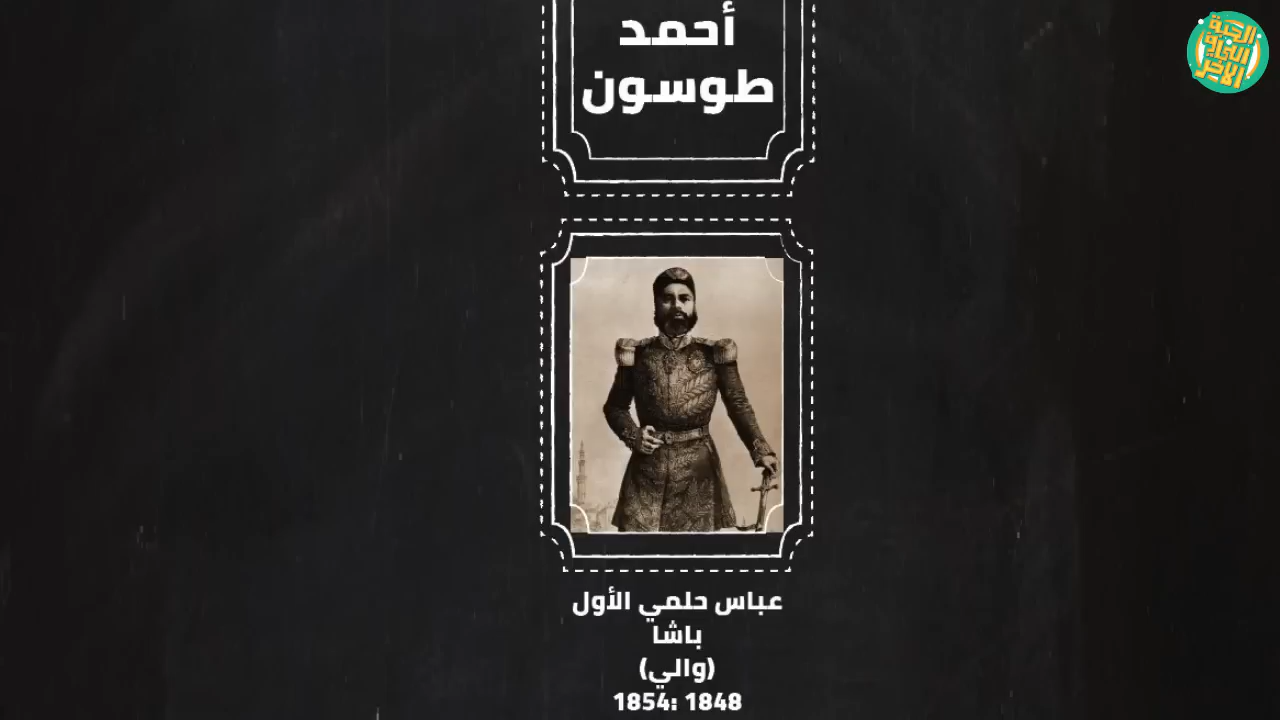 أحمد
طوسون
عباس حلمي الأول
باشا
(والي)
1848 :1854